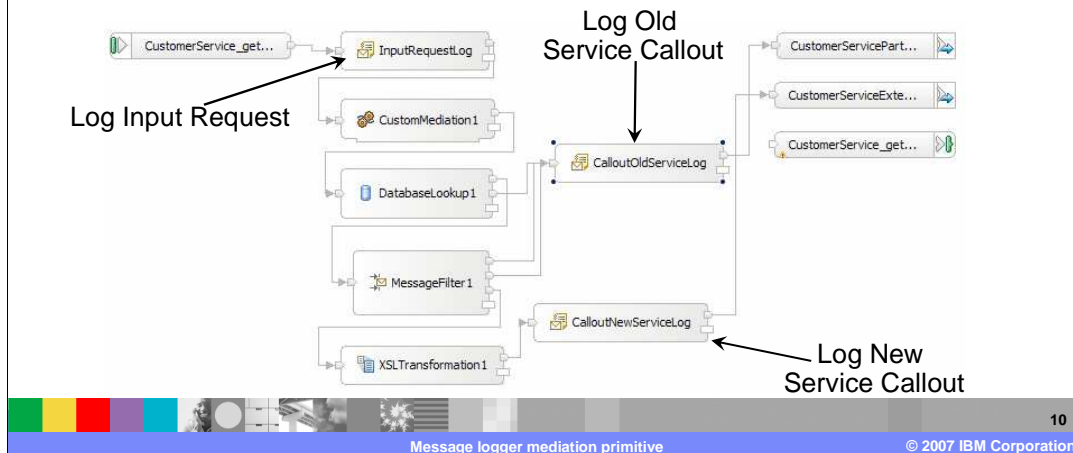 Log Old
Service Callout
CustomerService_get...
InputRequestLog
CustomerServicePart...
Log Input Request
CustomerServiceExte...
CustomMediation1
CustomerService_get...
CalloutOldServiceLog
DatabaseLookup1
MessageFilter1
CalloutNewServiceLog
XSLTransformation1
Log New
Service Callout
10
Message logger mediation primitive
© 2007 IBM Corporation